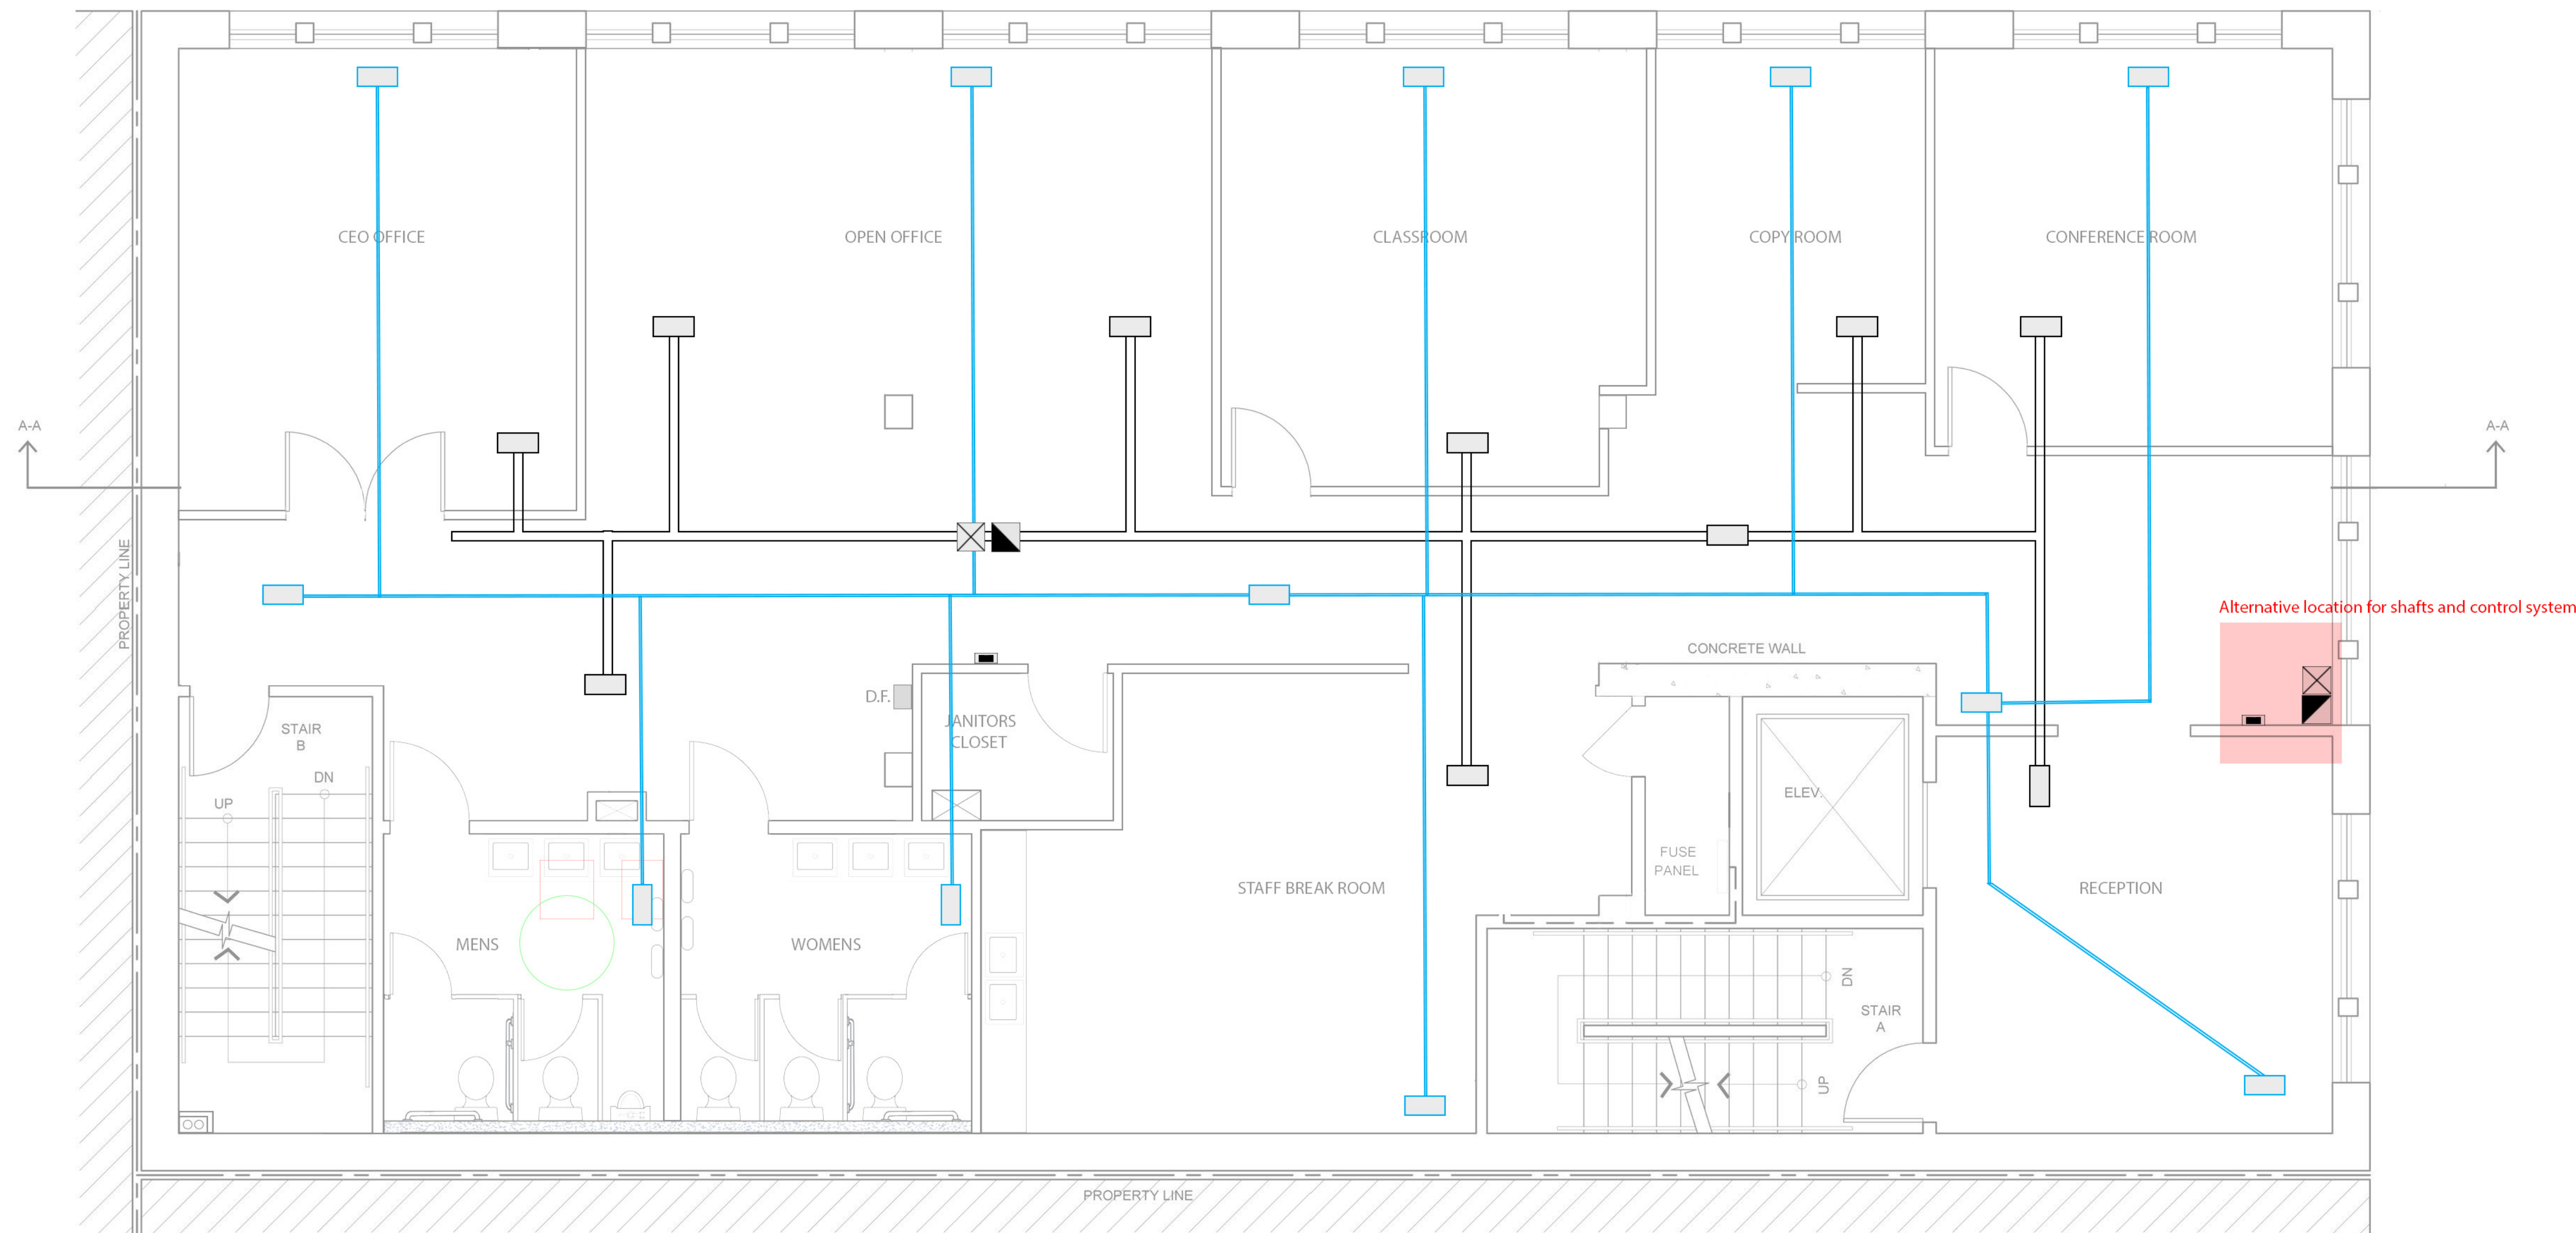 CEO OFFICE
OPEN OFFICE
CLASSROOM
COPY ROOM
CONFERENCE ROOM
A-A
A-A
PROPERTY LINE
Alternative location for shafts and control system
CONCRETE WALL
D.F.
JANITORS
CLOSET
STAIR
B
DN
UP
ELEV.
FUSE
PANEL
STAFF BREAK ROOM
RECEPTION
MENS
WOMENS
DN
STAIR
A
UP
PROPERTY LINE